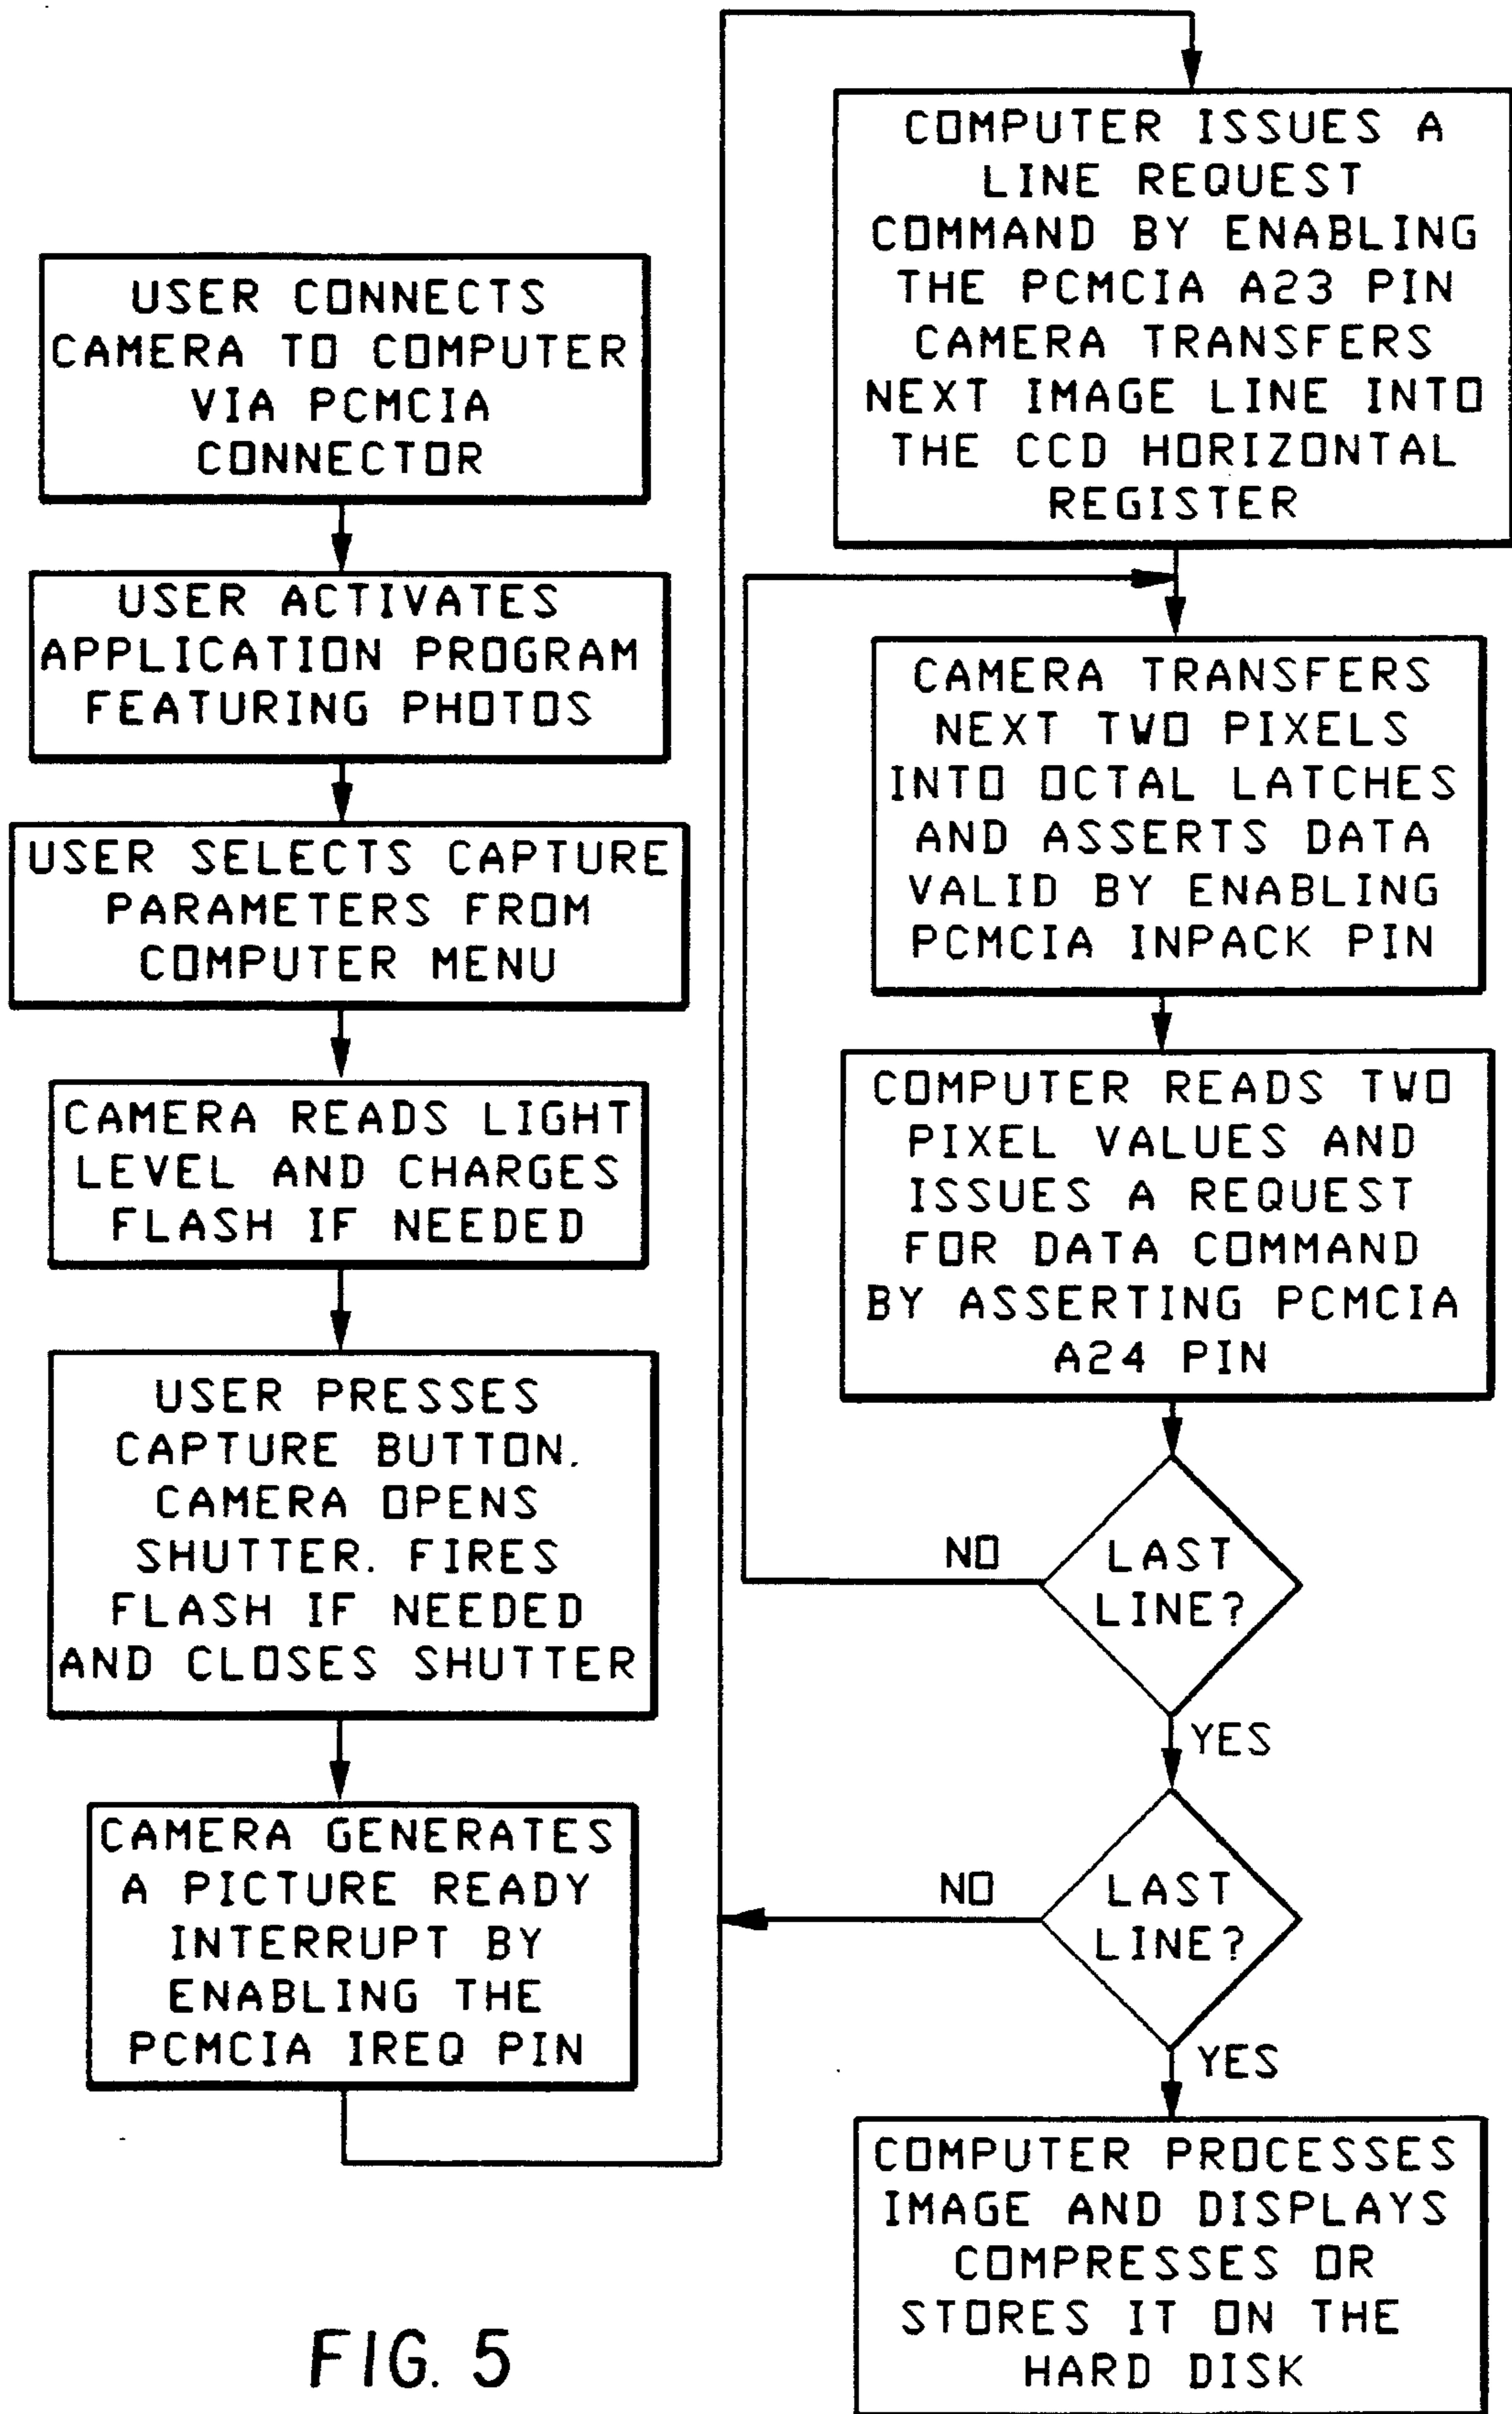 USER CONNECTS
CAMERA TO COMPUTER
VIA PCMCIA
CONNECTOR
USER ACTIVATES
APPLICATION PROGRAM
FEATURING PHOTOS
USER SELECTS CAPTURE
PARAMETERS FROM
COMPUTER MENU
CAMERA READS LIGHT
LEVEL AND CHARGES
FLASH IF NEEDED
USER PRESSES
CAPTURE BUTTON.
CAMERA OPENS
SHUTTER. FIRES
FLASH IF NEEDED
AND CLOSES SHUTTER
CAMERA GENERATES
A PICTURE READY
INTERRUPT BY
ENABLING THE
PCMCIA IREQ PIN
COMPUTER ISSUES A
LINE REQUEST
COMMAND BY ENABLING
THE PCMCIA A23 PIN
CAMERA TRANSFERS
NEXT IMAGE LINE INTO
THE CCD HORIZONTAL
REGISTER
CAMERA TRANSFERS
NEXT TWO PIXELS
INTO OCTAL LATCHES
AND ASSERTS DATA
VALID BY ENABLING
PCMCIA INPACK PIN
COMPUTER READS TWO
PIXEL VALUES AND
ISSUES A REQUEST
FOR DATA COMMAND
BY ASSERTING PCMCIA
A24 PIN
NO
LAST
LINE?
YES
NO
LAST
LINE?
YES
COMPUTER PROCESSES
IMAGE AND DISPLAYS
COMPRESSES OR
STORES IT ON THE
HARD DISK
FIG. 5